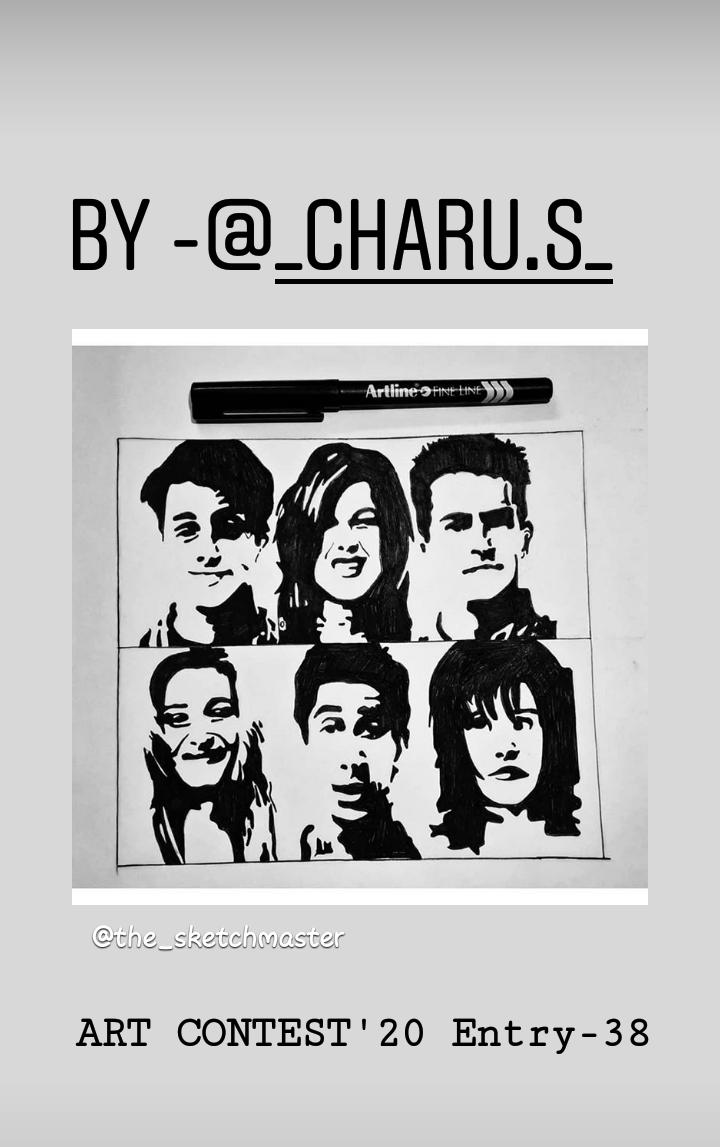 BY -@_CHARU.S_
Artline FINE LINE
@the_sketchmaster
ART CONTEST'20 Entry-38